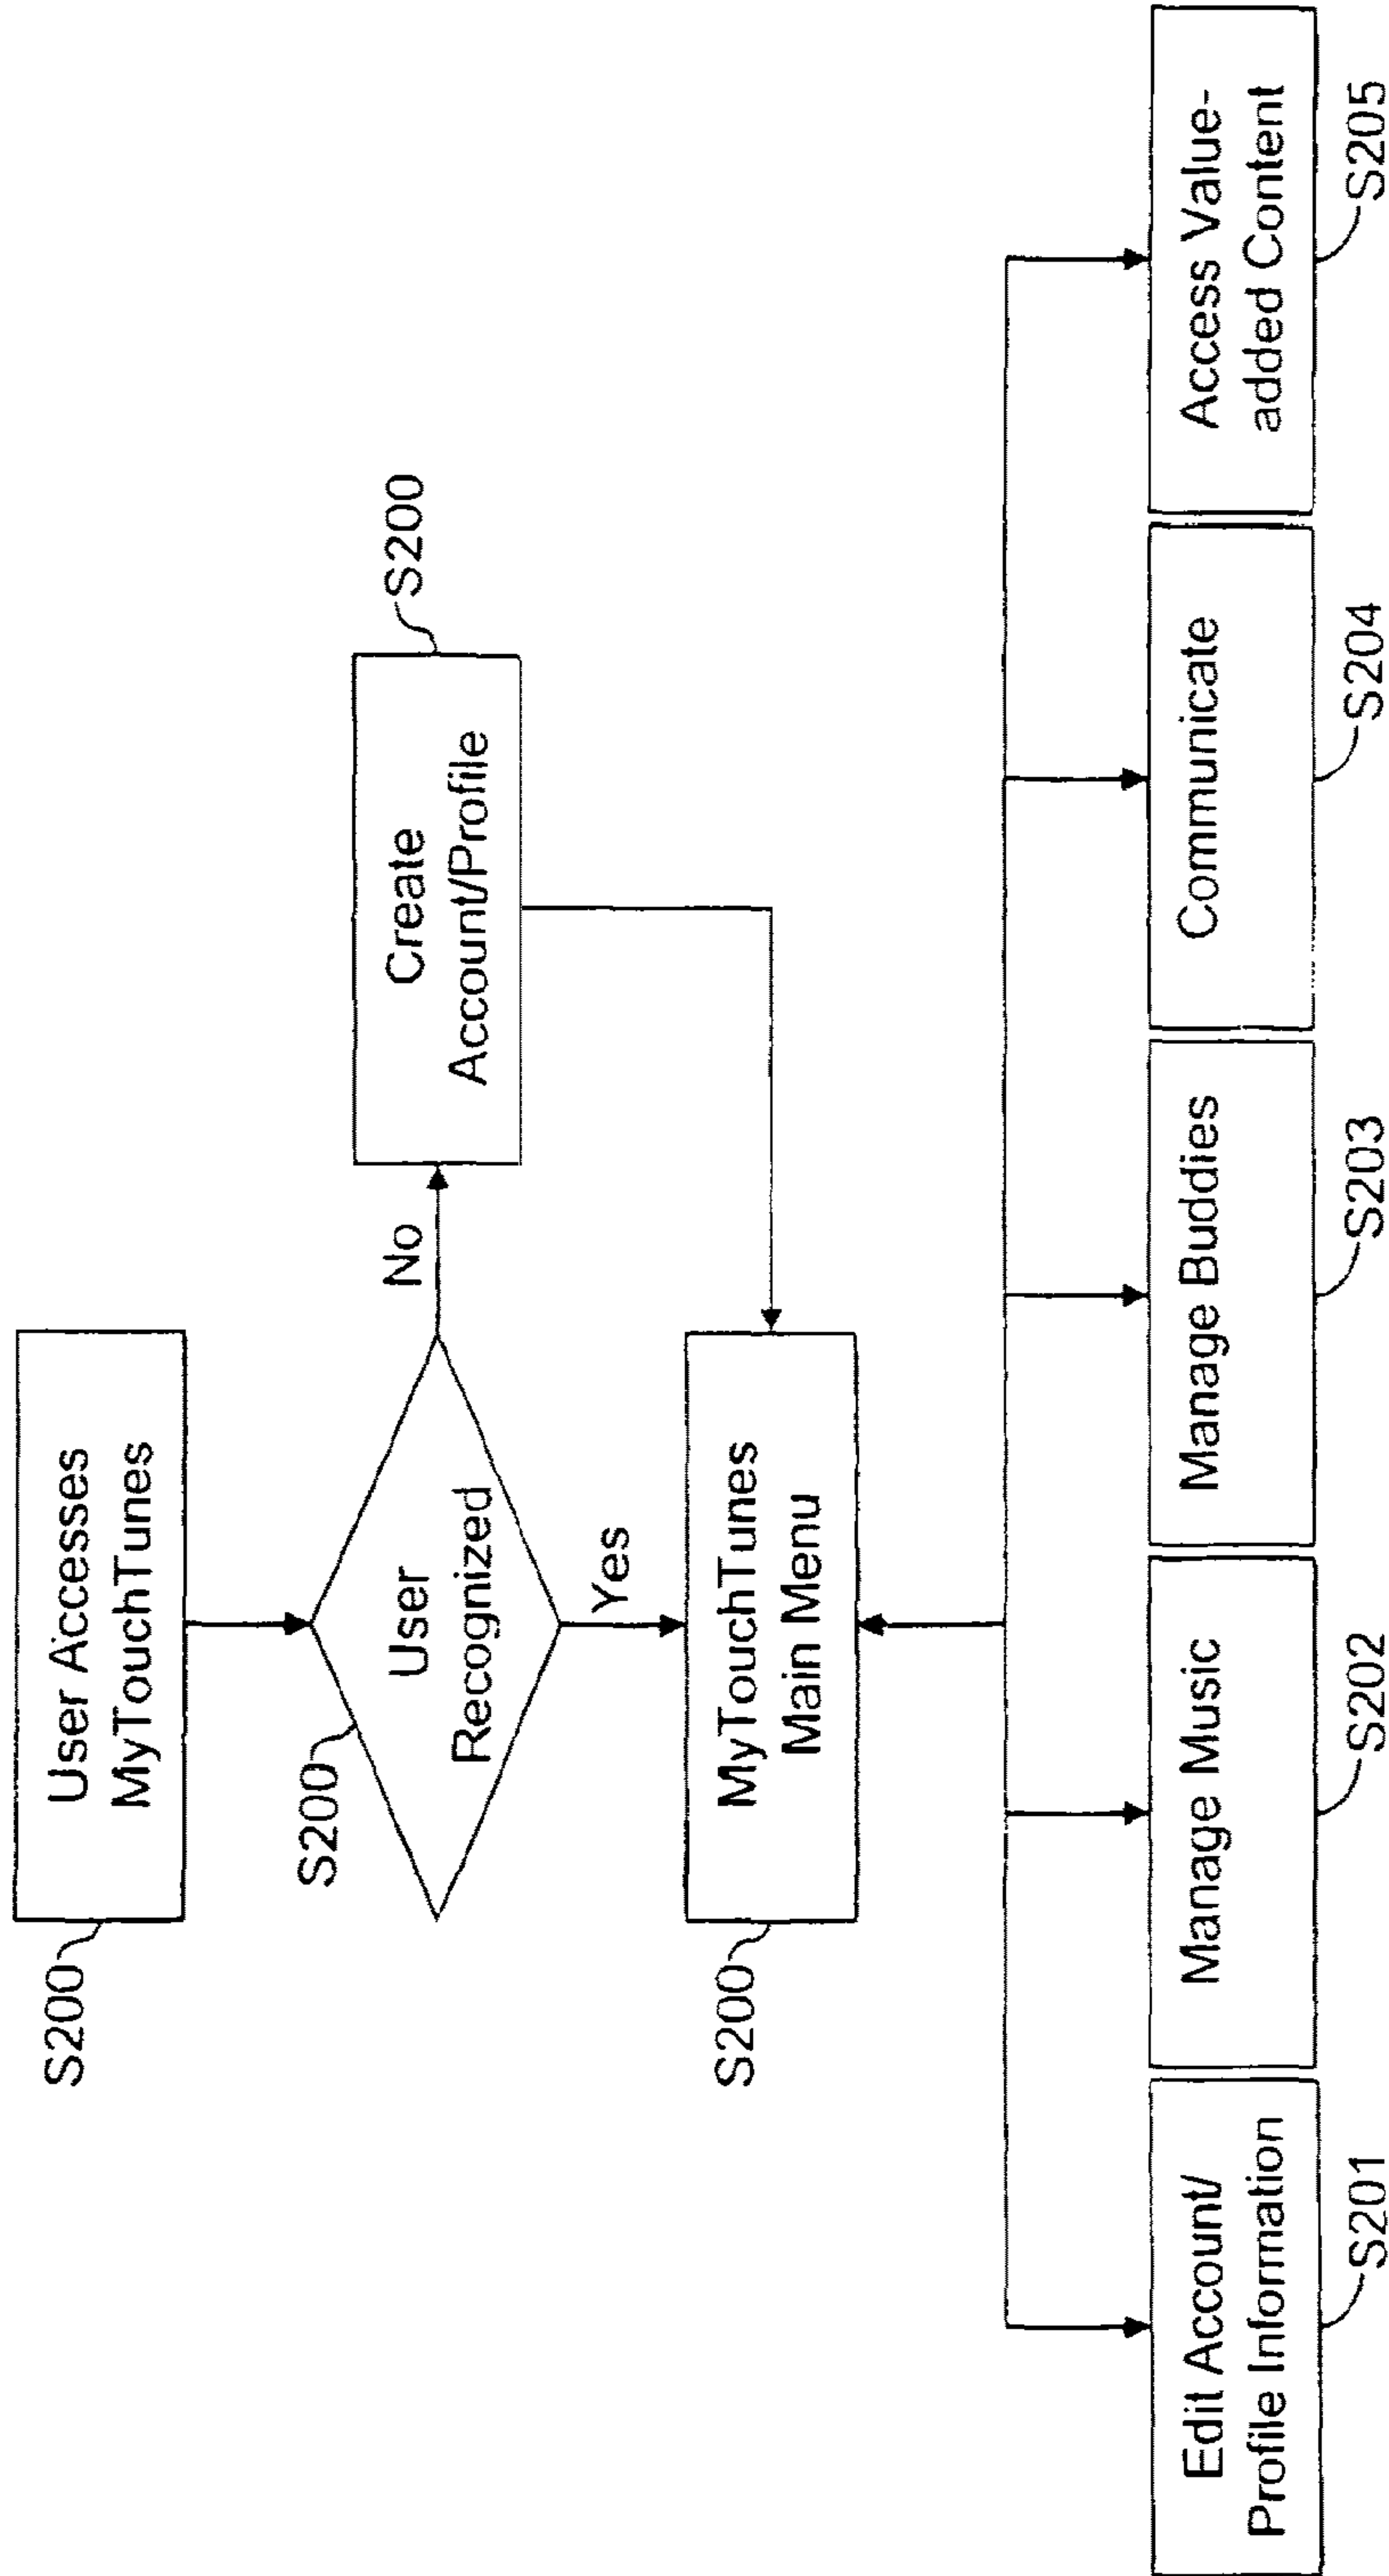 S200
User Accesses
MyTouchTunes
S200
User
Recognized
No
Yes
S200
Create
Account/Profile
S200
MyTouchTunes
Main Menu
Edit Account/
Profile Information
S201
Manage Music
S202
Manage Buddies
S203
Communicate
S204
Access Value-
added Content
S205